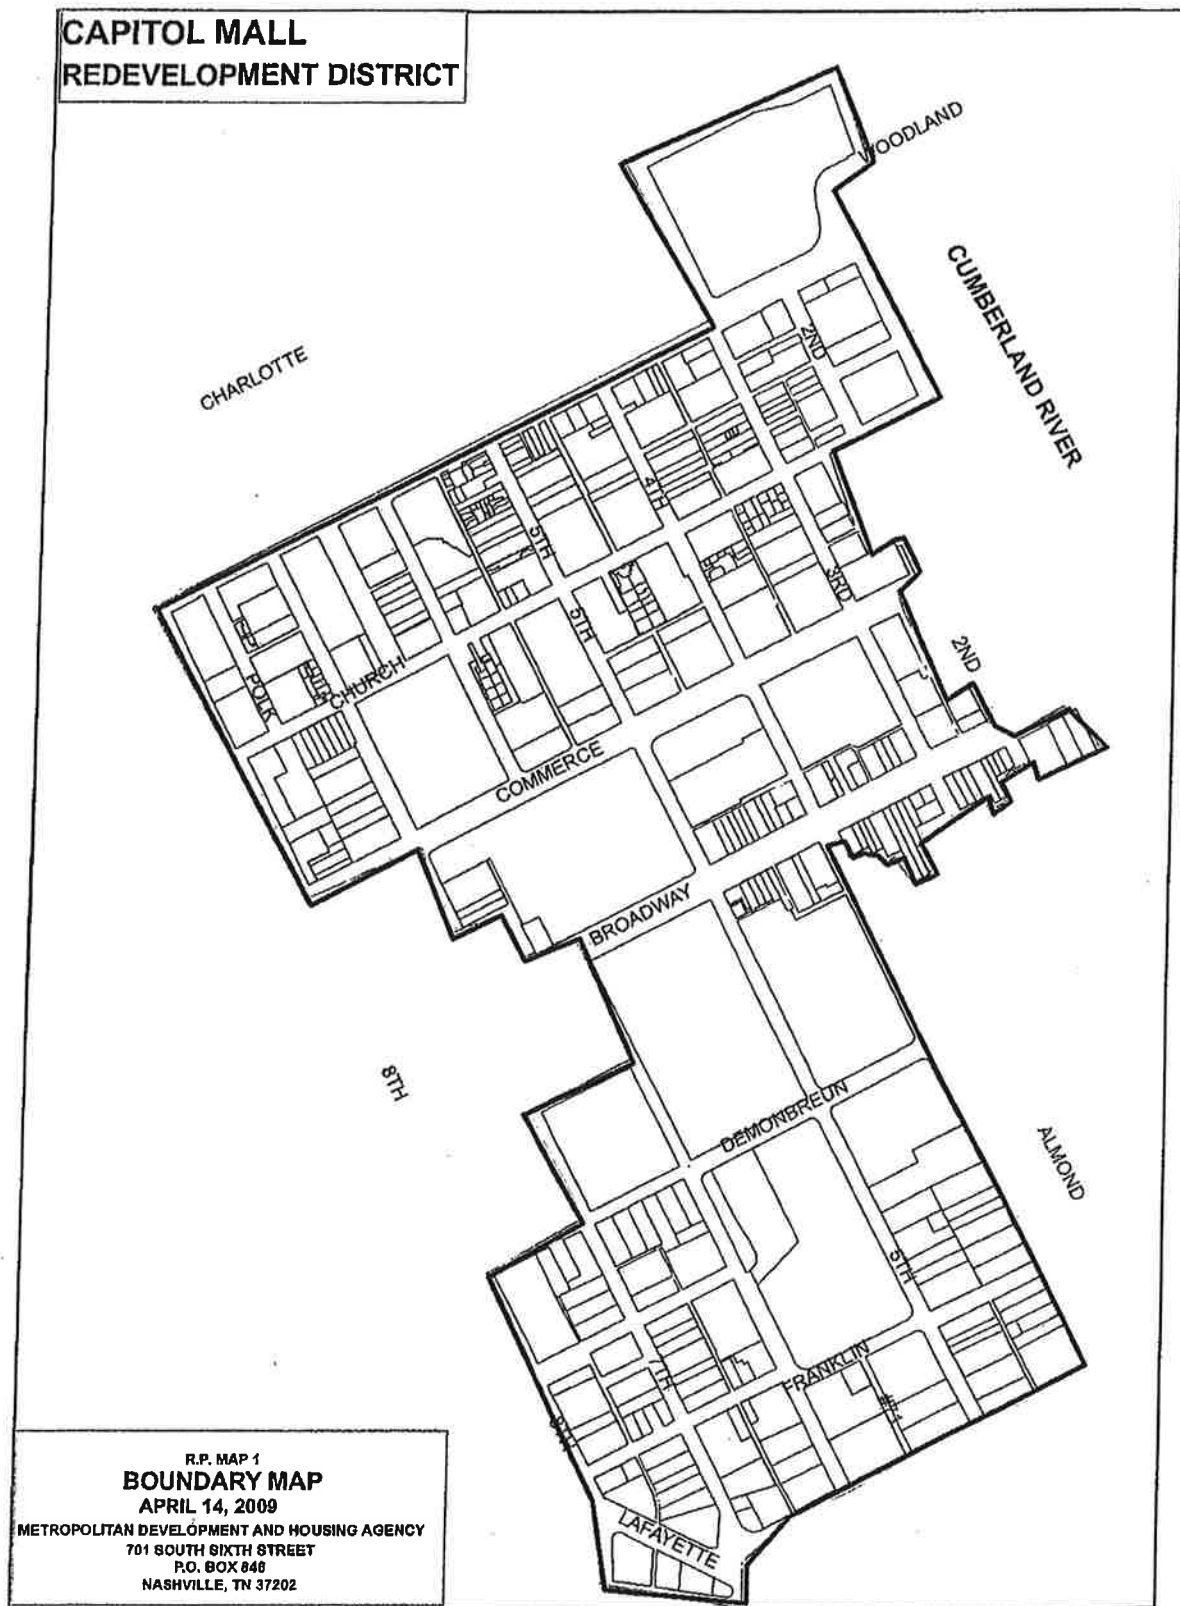 CAPITOL MALL
REDEVELOPMENT DISTRICT
WOODLAND
CUMBERLAND RIVER
CHARLOTTE
2ND
4TH
5TH
3RD
5TH
2ND
POLK
CHURCH
COMMERCE
BROADWAY
8TH
DEMONBREUN
ALMOND
5TH
7TH
FRANKLIN
8TH
LAFAYETTE
R.P. MAP 1
BOUNDARY MAP
APRIL 14, 2009
METROPOLITAN DEVELOPMENT AND HOUSING AGENCY
701 SOUTH SIXTH STREET
P.O. BOX 846
NASHVILLE, TN 37202